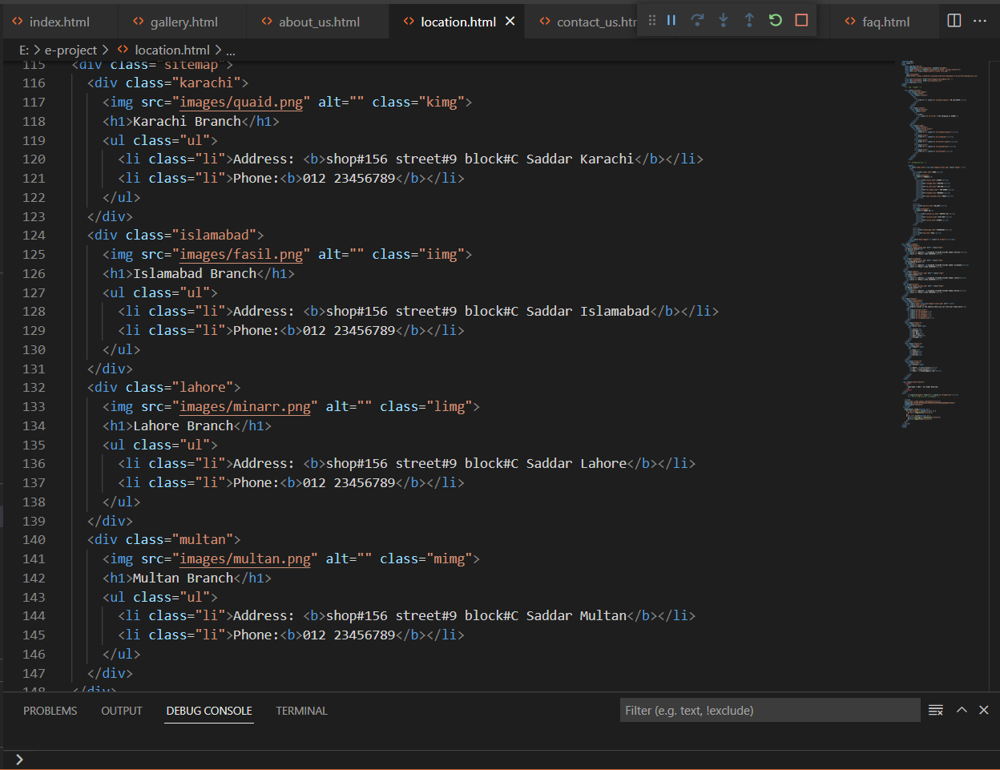 index.html gallery.html about_us.html location.html contact_us.htr faq.html
E: > e-project > location.html > ...
115 <div class="sitemap">
116 <div class="karachi">
117 <img src="images/quaid.png" alt="" class="kimg">
118 <h1>Karachi Branch</h1>
119 <ul class="ul">
120 <li class="li">Address: <b>shop#156 street#9 block#C Saddar Karachi</b></li>
121 <li class="li">Phone:<b>012 23456789</b></li>
122 </ul>
123 </div>
124 <div class="islamabad">
125 <img src="images/fasil.png" alt="" class="iimg">
126 <h1>Islamabad Branch</h1>
127 <ul class="ul">
128 <li class="li">Address: <b>shop#156 street#9 block#C Saddar Islamabad</b></li>
129 <li class="li">Phone:<b>012 23456789</b></li>
130 </ul>
131 </div>
132 <div class="lahore">
133 <img src="images/minarr.png" alt="" class="limg">
134 <h1>Lahore Branch</h1>
135 <ul class="ul">
136 <li class="li">Address: <b>shop#156 street#9 block#C Saddar Lahore</b></li>
137 <li class="li">Phone:<b>012 23456789</b></li>
138 </ul>
139 </div>
140 <div class="multan">
141 <img src="images/multan.png" alt="" class="mimg">
142 <h1>Multan Branch</h1>
143 <ul class="ul">
144 <li class="li">Address: <b>shop#156 street#9 block#C Saddar Multan</b></li>
145 <li class="li">Phone:<b>012 23456789</b></li>
146 </ul>
147 </div>
148 </div>
PROBLEMS OUTPUT DEBUG CONSOLE TERMINAL Filter (e.g. text, !exclude)